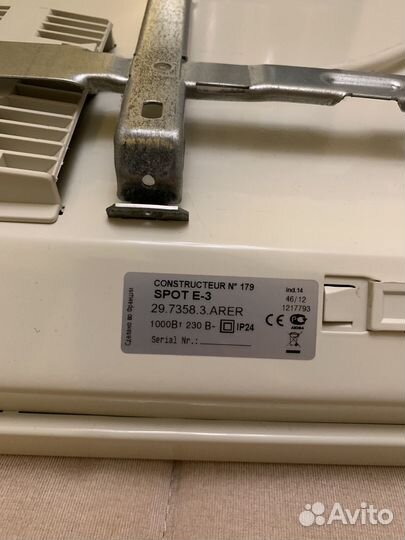 CONSTRUCTEUR N° 179
SPOT E-3
29.7358.3.ARER
1000Вт 230 В~ IP24
Serial Nr.:
ind.14
46/12
1217793
CE
Сделано во Франции
Avito